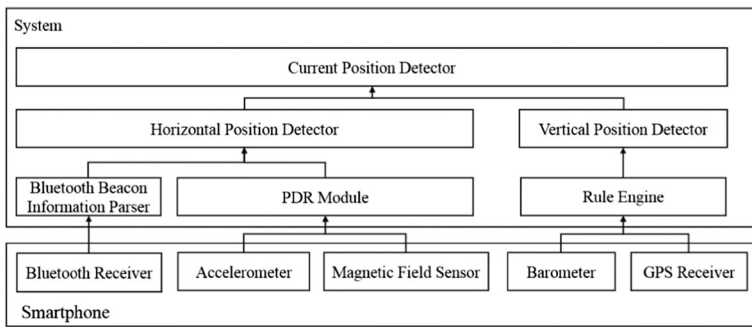 System
Current Position Detector
Horizontal Position Detector
Vertical Position Detector
Bluetooth Beacon
Information Parser
PDR Module
Rule Engine
Bluetooth Receiver
Accelerometer
Magnetic Field Sensor
Barometer
GPS Receiver
Smartphone